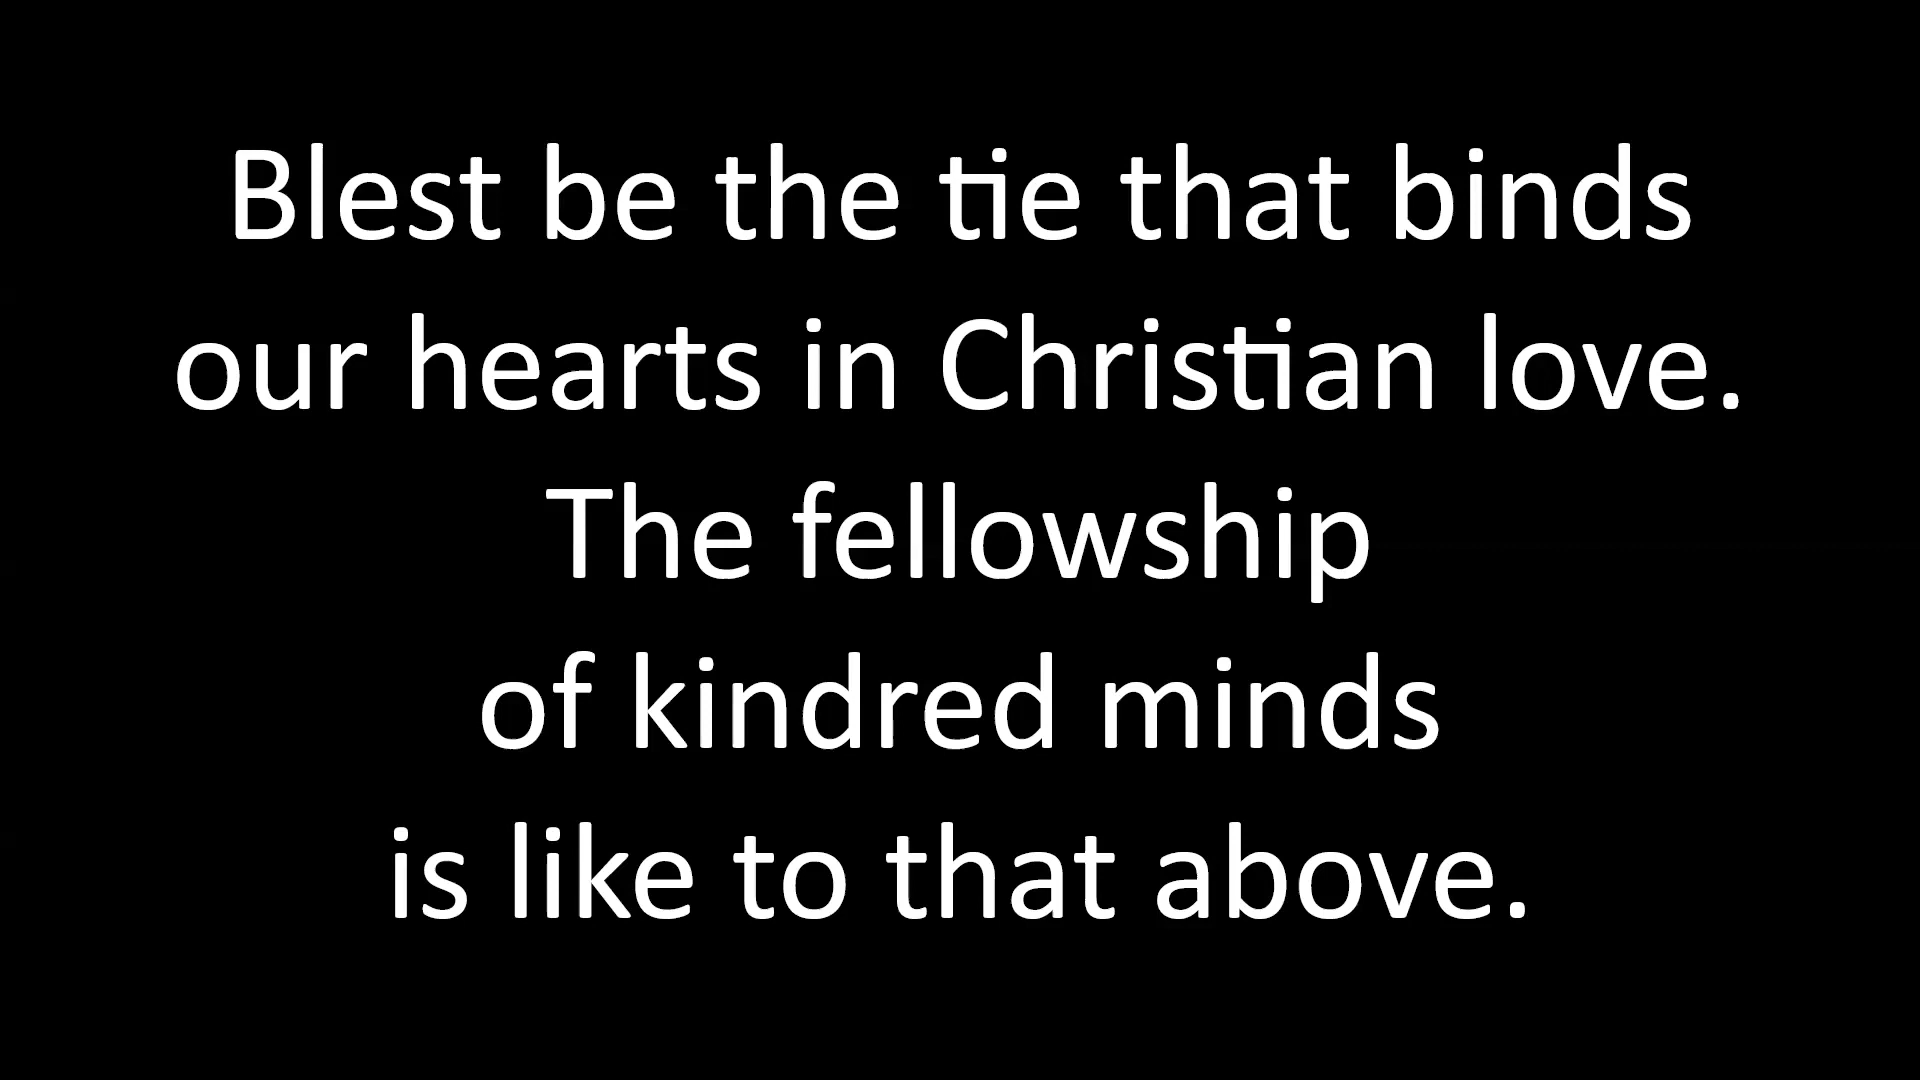 Blest be the tie that binds
our hearts in Christian love.
The fellowship
of kindred minds
is like to that above.